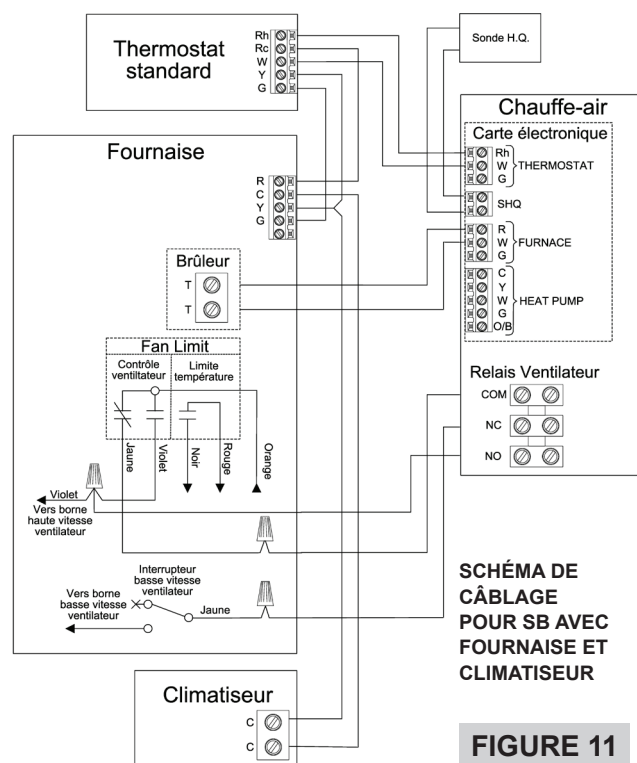 Thermostat
standard
Rh
Rc
W
Y
G
Sonde H.Q.
Chauffe-air
Carte électronique
Rh
W
G
THERMOSTAT
SHQ
R
W
G
FURNACE
C
Y
W
G
O/B
HEAT PUMP
Relais Ventilateur
COM
NC
NO
Fournaise
R
C
Y
G
Brûleur
T
T
Fan Limit
Contrôle
ventiltateur
Limite
température
Jaune
Violet
Noir
Rouge
Orange
Violet
Vers borne
haute vitesse
ventilateur
Interrupteur
basse vitesse
ventilateur
Vers borne
basse vitesse
ventilateur
Jaune
Climatiseur
C
C
SCHÉMA DE
CÂBLAGE
POUR SB AVEC
FOURNAISE ET
CLIMATISEUR
FIGURE 11